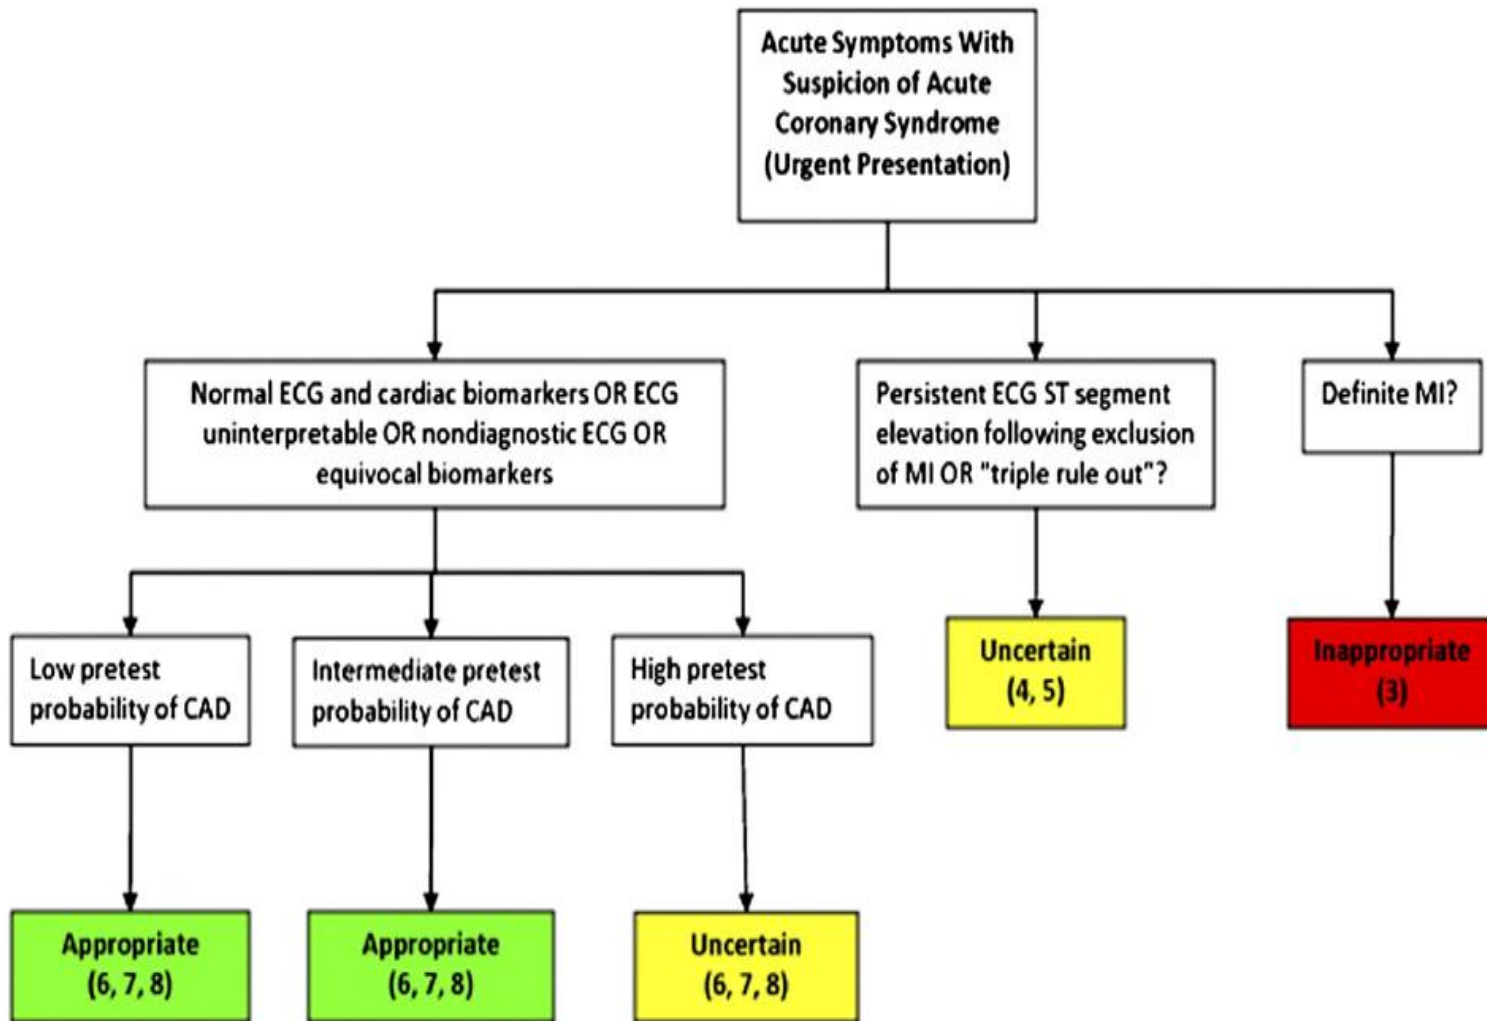 Acute Symptoms With
Suspicion of Acute
Coronary Syndrome
(Urgent Presentation)
Normal ECG and cardiac biomarkers OR ECG
uninterpretable OR nondiagnostic ECG OR
equivocal biomarkers
Persistent ECG ST segment
elevation following exclusion
of MI OR "triple rule out"?
Definite MI?
Low pretest
probability of CAD
Intermediate pretest
probability of CAD
High pretest
probability of CAD
Uncertain
(4, 5)
Inappropriate
(3)
Appropriate
(6, 7, 8)
Appropriate
(6, 7, 8)
Uncertain
(6, 7, 8)